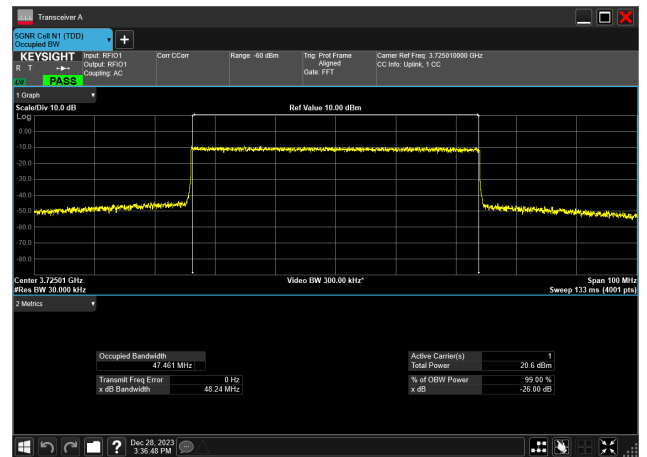 Transceiver A
5GNR Cell N1 (TDD)
Occupied BW
+
KEYSIGHT
R T
LW
PASS
Input: RFIO1
Output: RFIO1
Coupling: AC
Corr CCorr
Range: -60 dBm
Trig: Prot Frame
Aligned
Gate: FFT
Carrier Ref Freq: 3.725010000 GHz
CC Info: Uplink, 1 CC
1 Graph
Scale/Div 10.0 dB
Ref Value 10.00 dBm
Log
0.00
-10.0
-20.0
-30.0
-40.0
-50.0
-60.0
-70.0
-80.0
Center 3.72501 GHz
Video BW 300.00 kHz*
Span 100 MHz
#Res BW 30.000 kHz
Sweep 133 ms (4001 pts)
2 Metrics
Occupied Bandwidth
47.461 MHz
Transmit Freq Error 0 Hz
x dB Bandwidth 48.24 MHz
Active Carrier(s) 1
Total Power 20.6 dBm
% of OBW Power 99.00 %
x dB -26.00 dB
?
Dec 28, 2023
3:36:48 PM